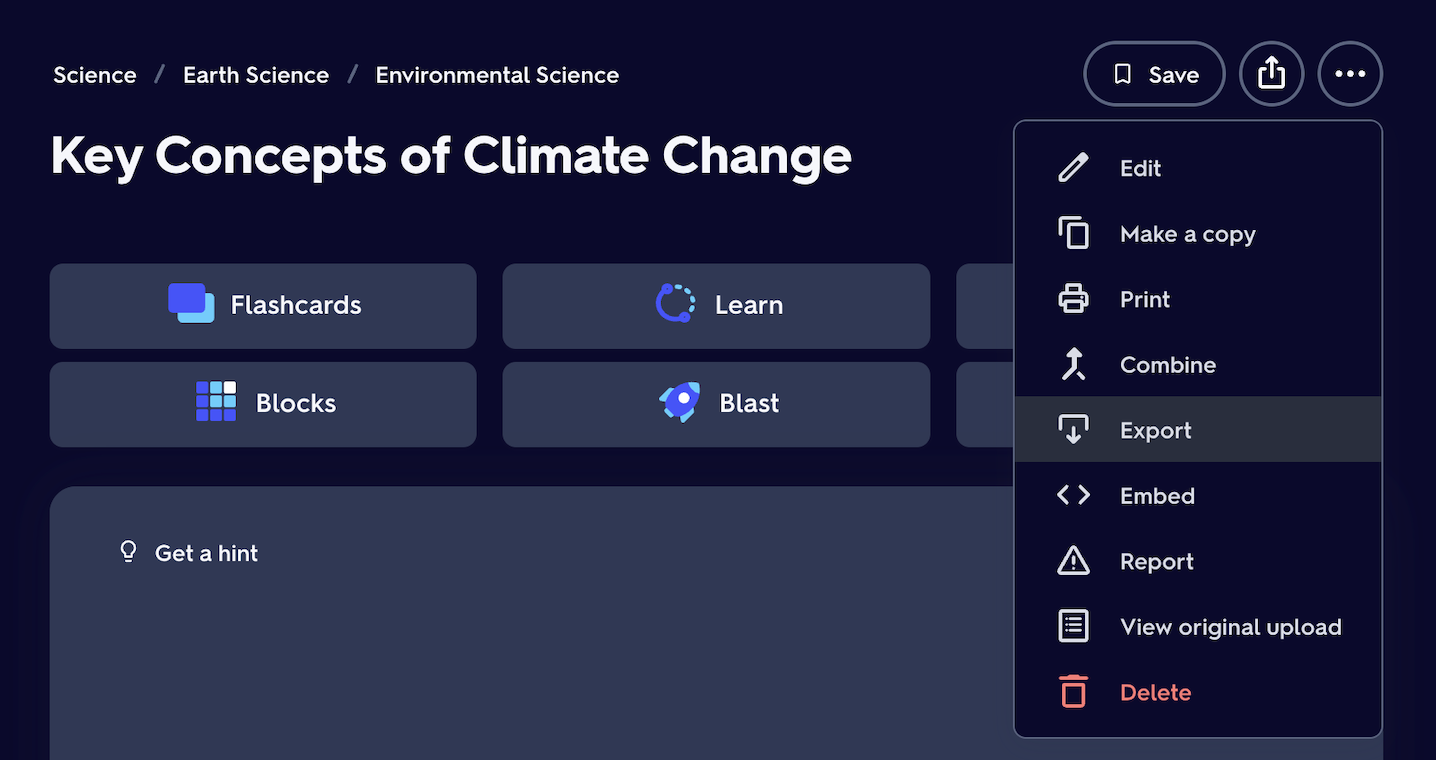 Science / Earth Science / Environmental Science
Save
Key Concepts of Climate Change
Flashcards
Learn
Blocks
Blast
Get a hint
Edit
Make a copy
Print
Combine
Export
Embed
Report
View original upload
Delete